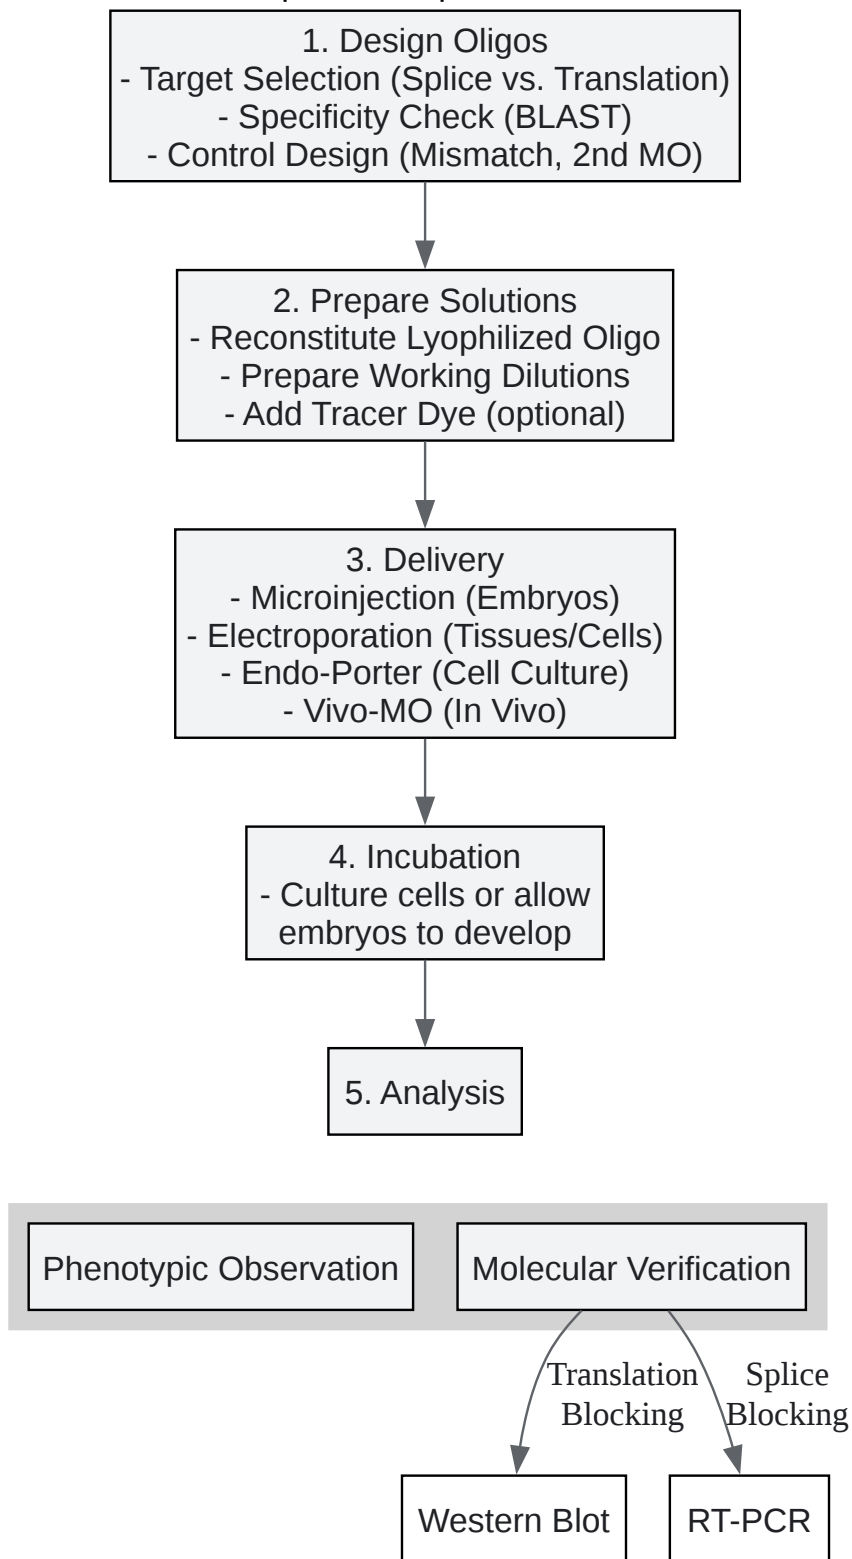 1. Design Oligos
- Target Selection (Splice vs. Translation)
- Specificity Check (BLAST)
- Control Design (Mismatch, 2nd MO)
2. Prepare Solutions
- Reconstitute Lyophilized Oligo
- Prepare Working Dilutions
- Add Tracer Dye (optional)
3. Delivery
- Microinjection (Embryos)
- Electroporation (Tissues/Cells)
- Endo-Porter (Cell Culture)
- Vivo-MO (In Vivo)
4. Incubation
- Culture cells or allow
embryos to develop
5. Analysis
Phenotypic Observation
Molecular Verification
Translation
Blocking
Splice
Blocking
Western Blot
RT-PCR